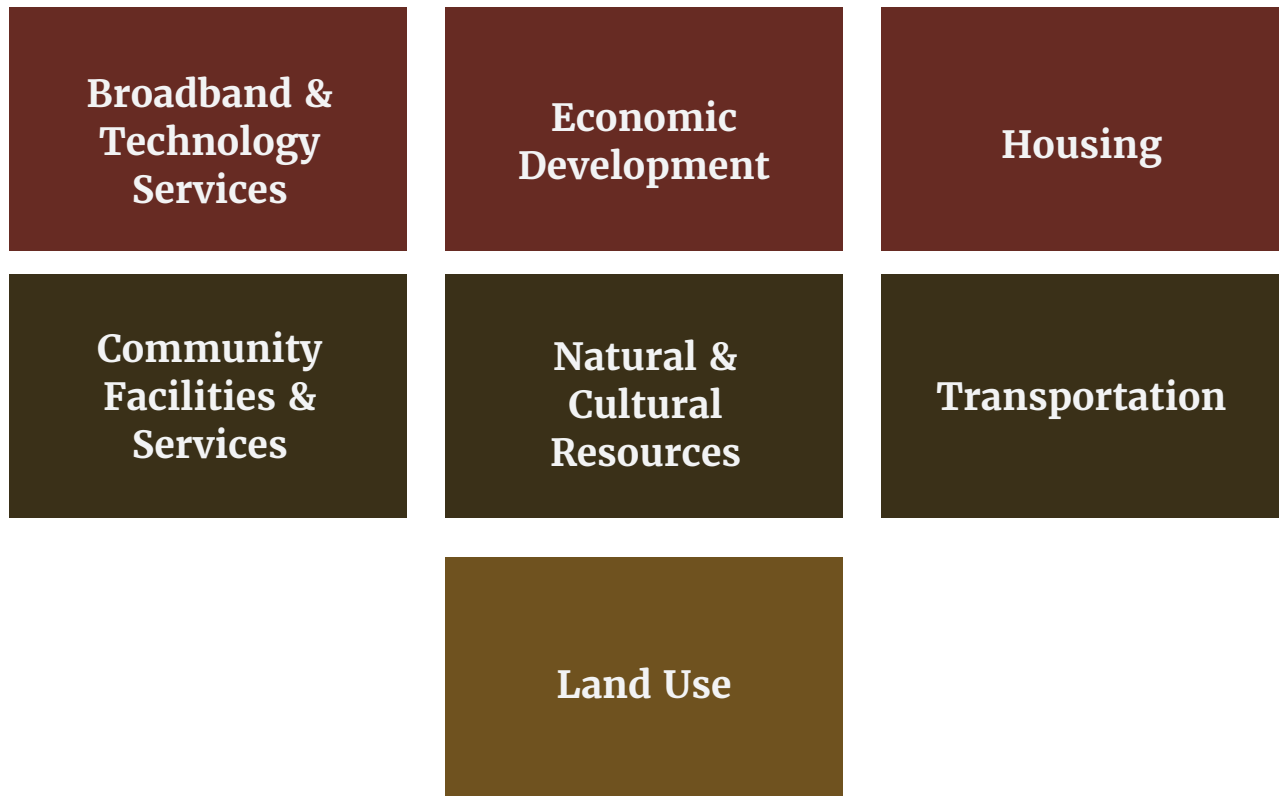 Broadband &
Technology
Services
Economic
Development
Housing
Community
Facilities &
Services
Natural &
Cultural
Resources
Transportation
Land Use